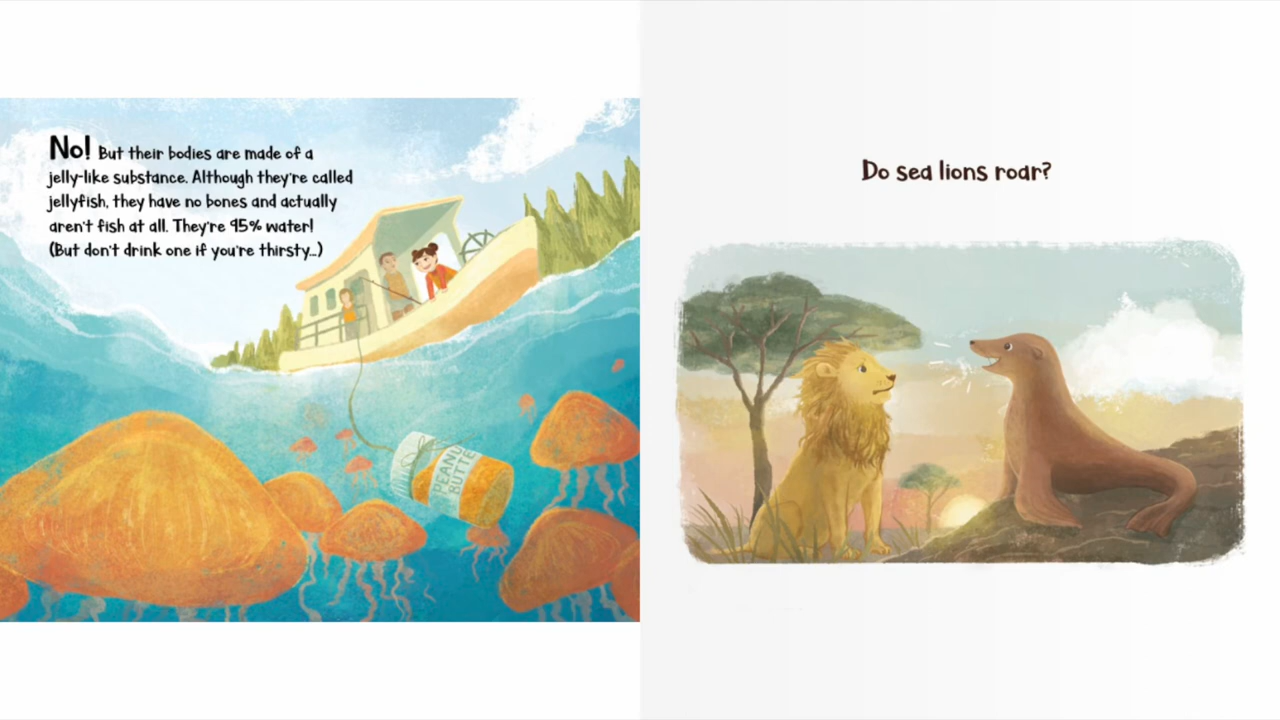 No! But their bodies are made of a
jelly-like substance. Although they're called
jellyfish, they have no bones and actually
aren't fish at all. They're 95% water!
(But don't drink one if you're thirsty...)
PEANU
BUTTE
Do sea lions roar?